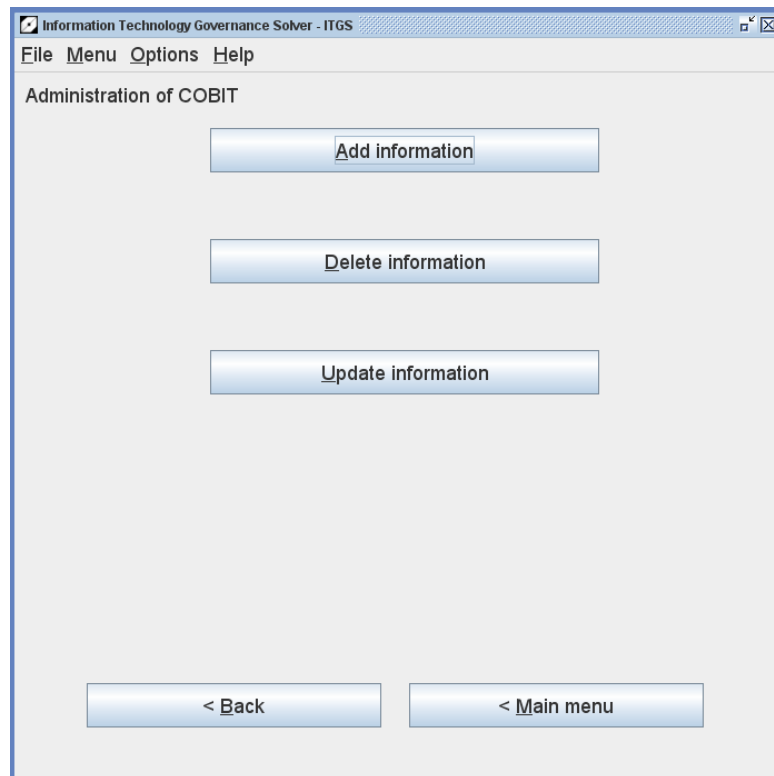 Information Technology Governance Solver - ITGS
File Menu Options Help
Administration of COBIT
Add information
Delete information
Update information
< Back < Main menu